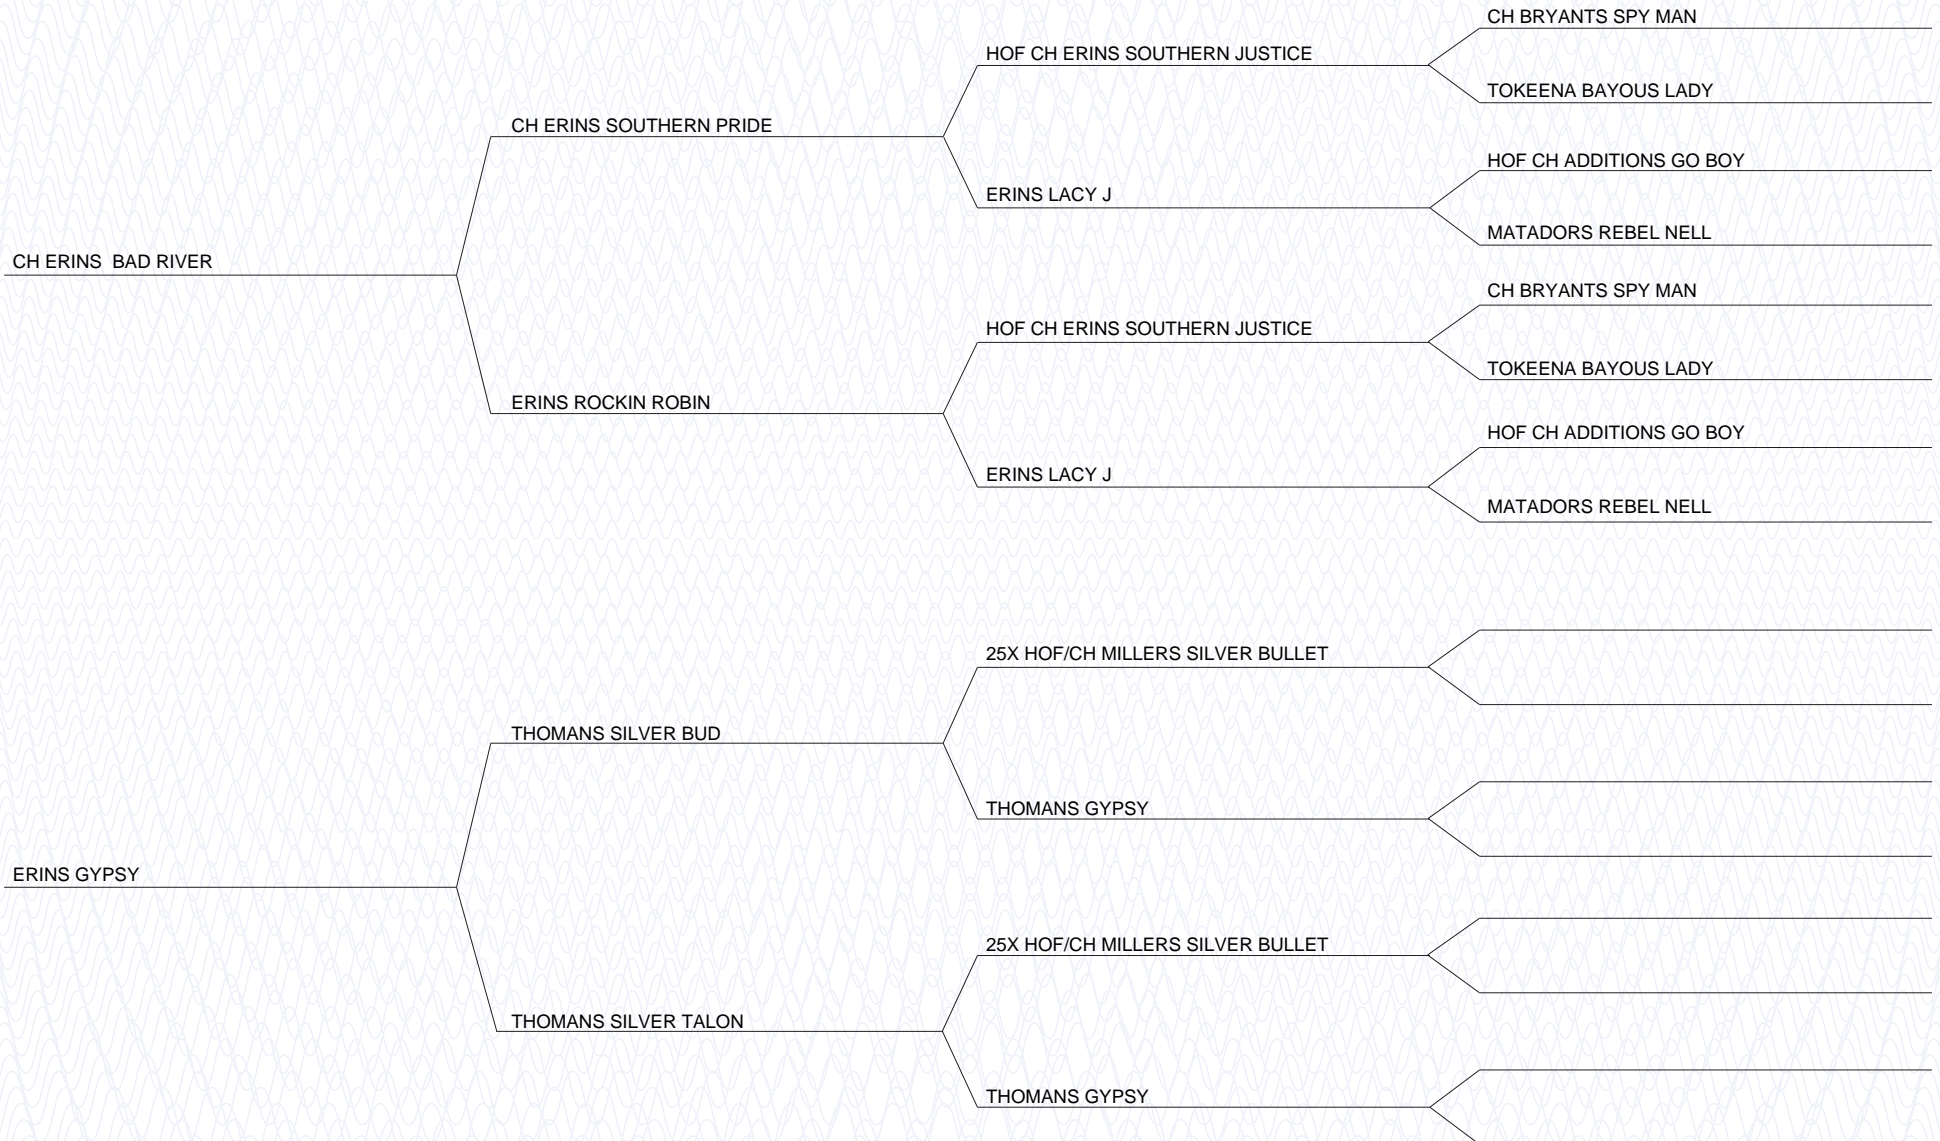 CH BRYANTS SPY MAN
HOF CH ERINS SOUTHERN JUSTICE
TOKEENA BAYOUS LADY
CH ERINS SOUTHERN PRIDE
HOF CH ADDITIONS GO BOY
ERINS LACY J
MATADORS REBEL NELL
CH ERINS  BAD RIVER
CH BRYANTS SPY MAN
HOF CH ERINS SOUTHERN JUSTICE
TOKEENA BAYOUS LADY
ERINS ROCKIN ROBIN
HOF CH ADDITIONS GO BOY
ERINS LACY J
MATADORS REBEL NELL
25X HOF/CH MILLERS SILVER BULLET
THOMANS SILVER BUD
THOMANS GYPSY
ERINS GYPSY
25X HOF/CH MILLERS SILVER BULLET
THOMANS SILVER TALON
THOMANS GYPSY